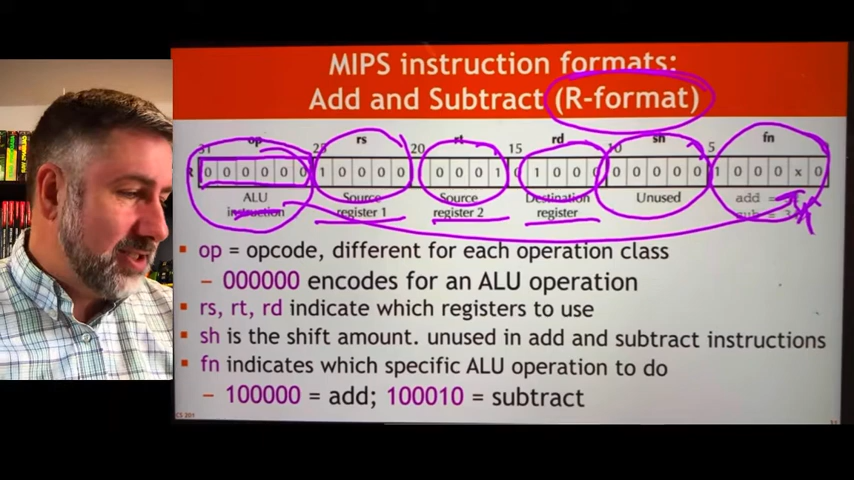 MIPS instruction formats:
Add and Subtract (R-format)
op rs rt rd sh fn
31 25 20 15 10 5
R 0 0 0 0 0 0 1 0 0 0 0 0 0 0 1 1 0 0 0 0 0 0 0 0 1 0 0 0 x 0
ALU Source Source Destination Unused add =
instruction register 1 register 2 register sub = 34
op = opcode, different for each operation class
– 000000 encodes for an ALU operation
rs, rt, rd indicate which registers to use
sh is the shift amount. unused in add and subtract instructions
fn indicates which specific ALU operation to do
– 100000 = add; 100010 = subtract
CS 201